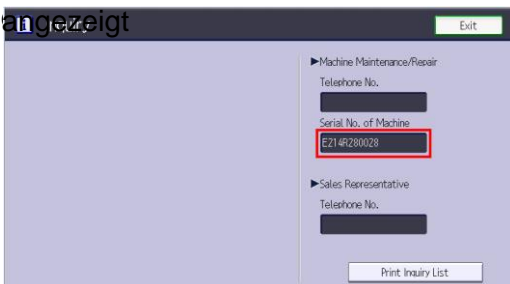 angezeigt
Inquiry
Exit
►Machine Maintenance/Repair
Telephone No.
Serial No. of Machine
E214R280028
►Sales Representative
Telephone No.
Print Inquiry List